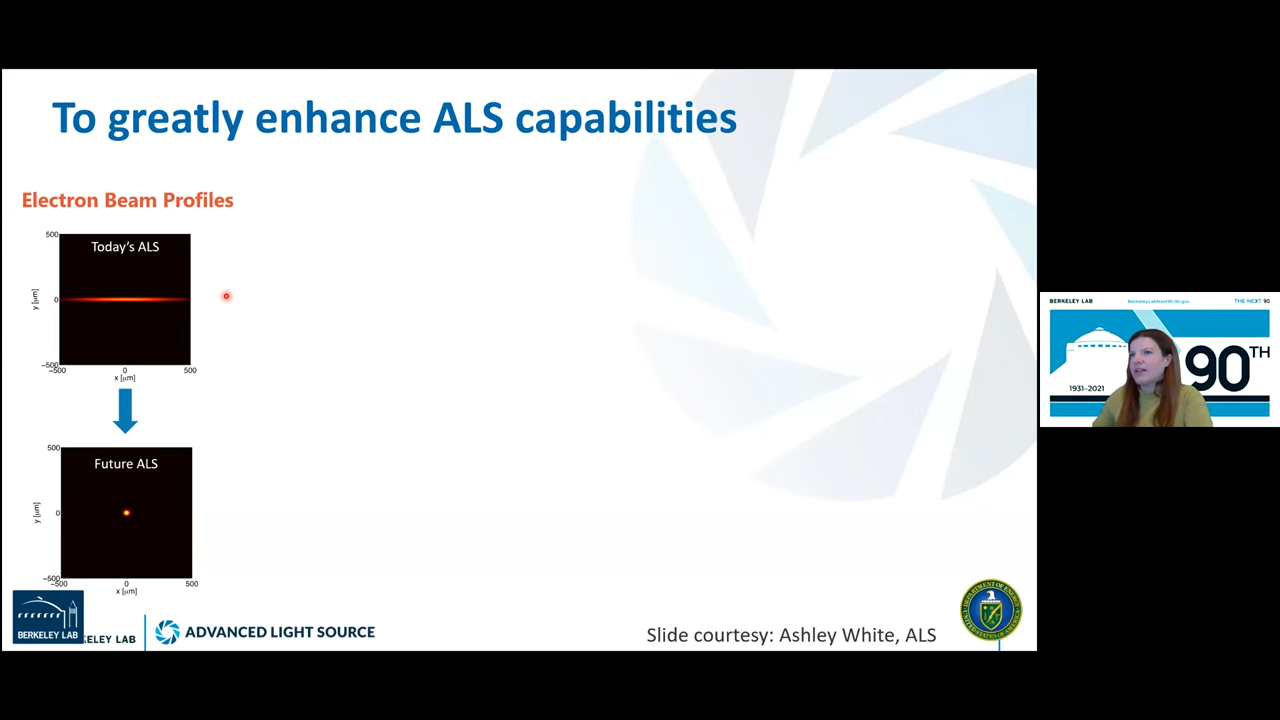 To greatly enhance ALS capabilities
Electron Beam Profiles
500
Today's ALS
0
y [μm]
−500
−500
0
500
x [μm]
500
Future ALS
0
y [μm]
−500
−500
0
500
x [μm]
BERKELEY LAB
KELEY LAB
ADVANCED LIGHT SOURCE
Slide courtesy: Ashley White, ALS
BERKELEY LAB
THE NEXT 90
90TH
1931–2021